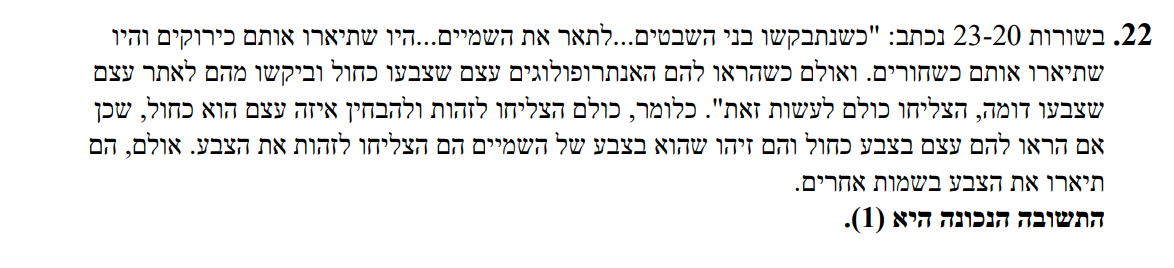 22. בשורות 23-20 נכתב: "כשנתבקשו בני השבטים...לתאר את השמיים...היו שתיארו אותם כירוקים והיו
שתיארו אותם כשחורים. ואולם כשהראו להם האנתרופולוגים עצם שצבעו כחול וביקשו מהם לאתר עצם
שצבעו דומה, הצליחו כולם לעשות זאת". כלומר, כולם הצליחו לזהות ולהבחין איזה עצם הוא כחול, שכן
אם הראו להם עצם בצבע כחול והם זיהו שהוא בצבע של השמיים הם הצליחו לזהות את הצבע. אולם, הם
תיארו את הצבע בשמות אחרים.
התשובה הנכונה היא (1).